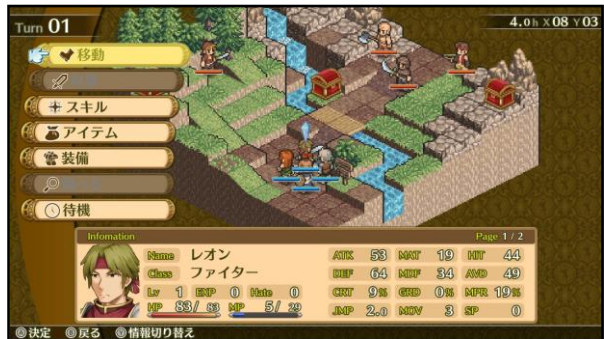 Turn 01
4.0h X08 Y03
移動
スキル
アイテム
装備
待機
Infomation
Page 1 / 2
Name レオン
Class ファイター
Lv 1 EXP 0 Hate 0
HP 83/ 83 MP 5/ 29
ATK 53 MAT 19 HIT 44
DEF 64 MDF 34 AVD 49
CRT 9% GRD 0% MPR 19%
JMP 2.0 MOV 3 SP 0
Ⓐ決定 Ⓑ戻る Ⓧ情報切り替え